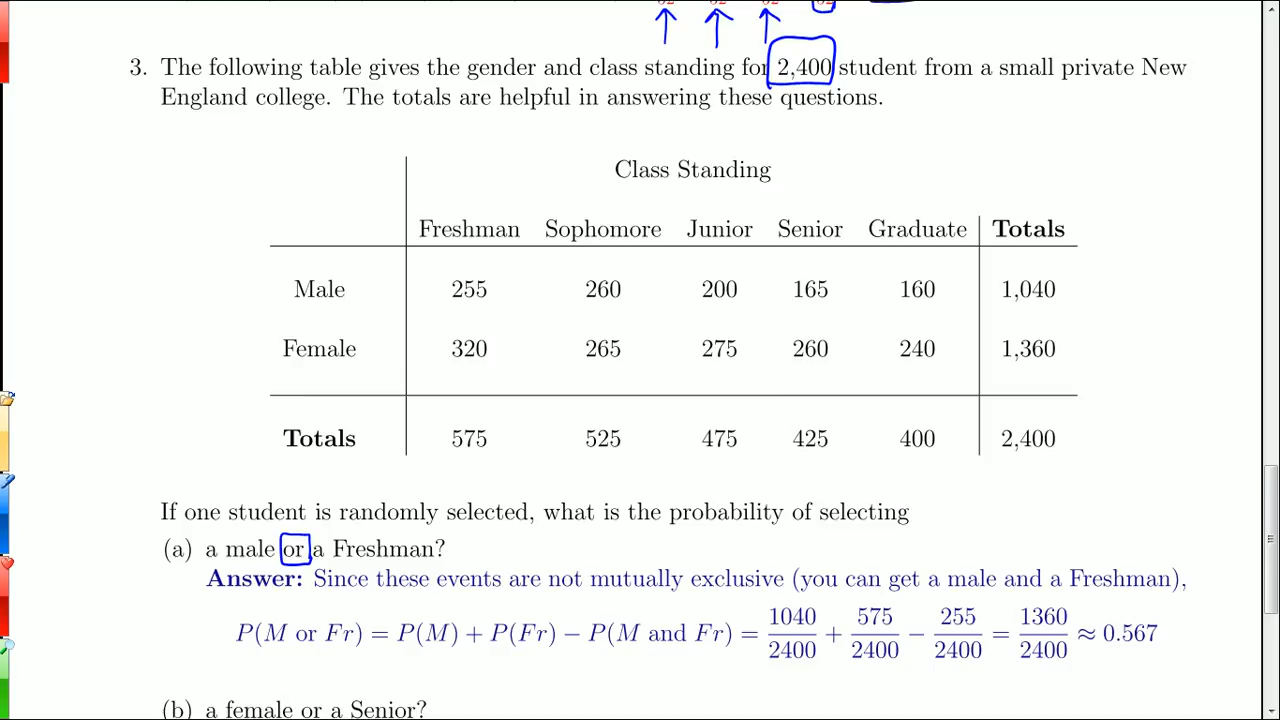 3. The following table gives the gender and class standing for 2,400 student from a small private New
England college. The totals are helpful in answering these questions.
Class Standing
Freshman Sophomore Junior Senior Graduate Totals
Male 255 260 200 165 160 1,040
Female 320 265 275 260 240 1,360
Totals 575 525 475 425 400 2,400
If one student is randomly selected, what is the probability of selecting
(a) a male or a Freshman?
Answer: Since these events are not mutually exclusive (you can get a male and a Freshman),
P(M or Fr) = P(M) + P(Fr) − P(M and Fr) = 1040/2400 + 575/2400 − 255/2400 = 1360/2400 ≈ 0.567
(b) a female or a Senior?